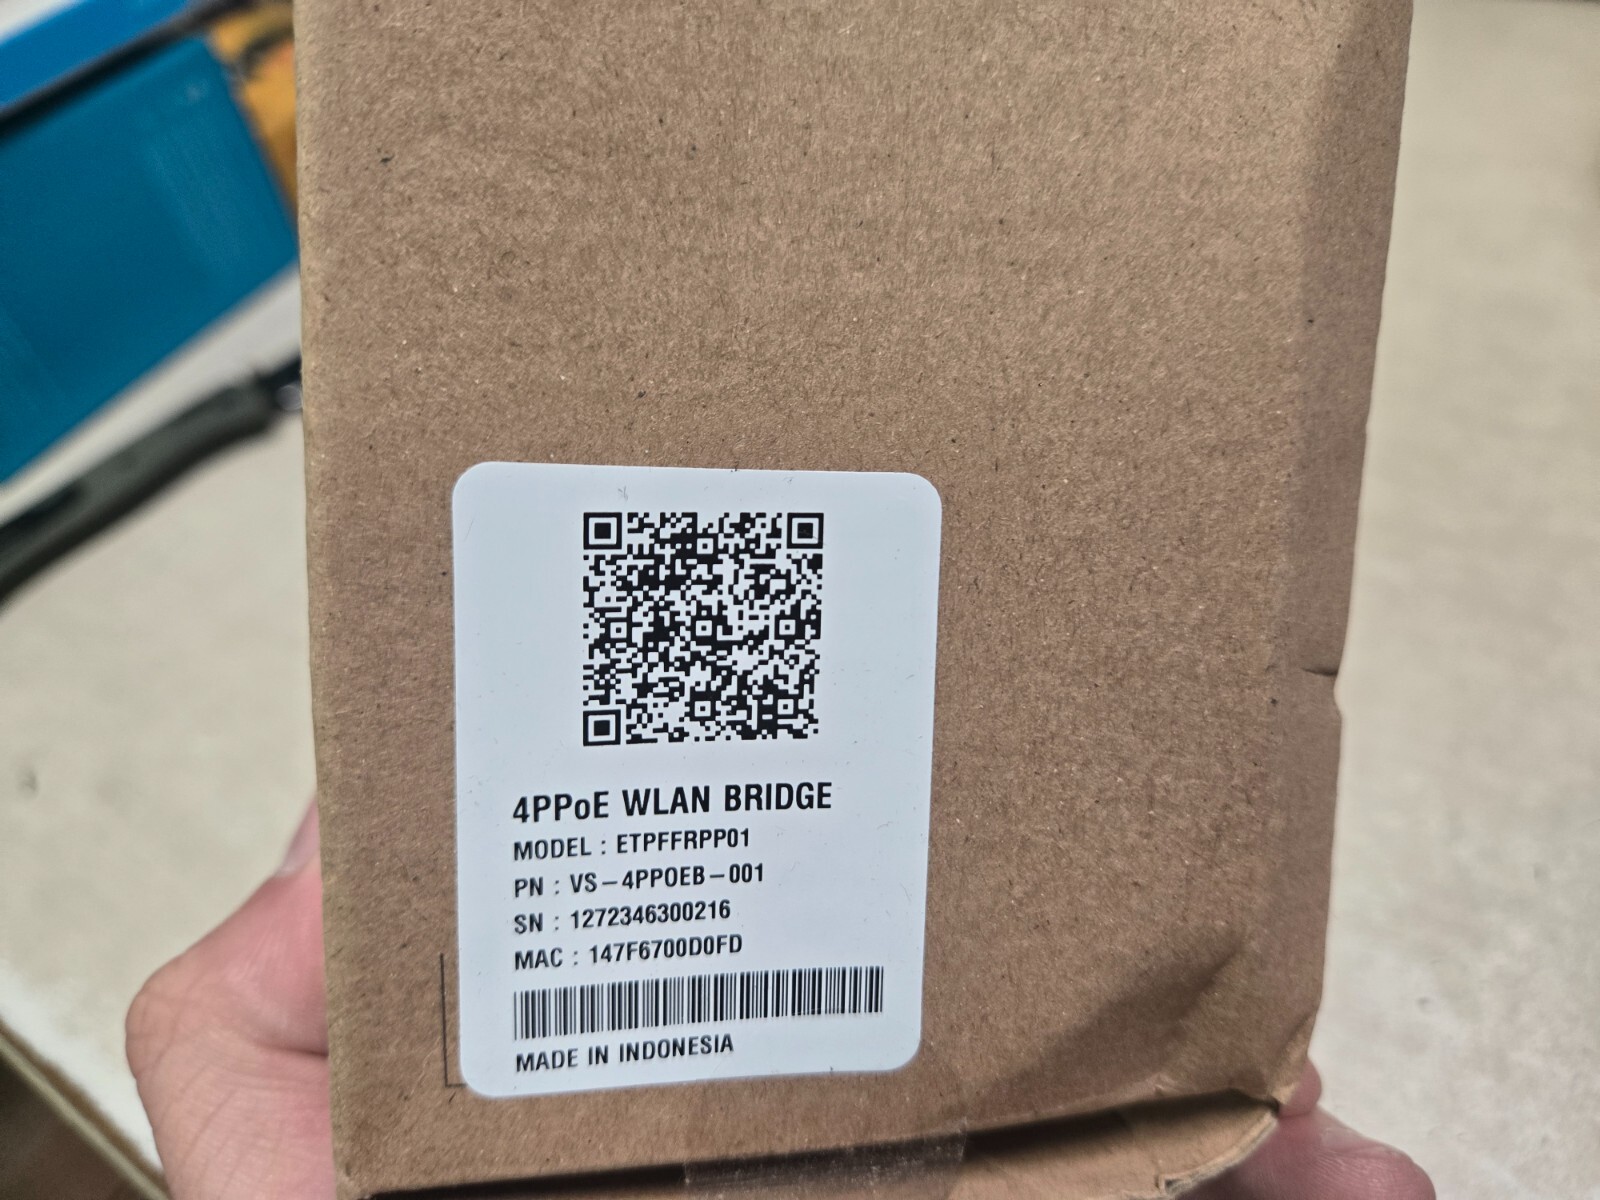 4PPoE WLAN BRIDGE
MODEL : ETPFFRPP01
PN : VS-4PPOEB-001
SN : 1272346300216
MAC : 147F6700D0FD
MADE IN INDONESIA